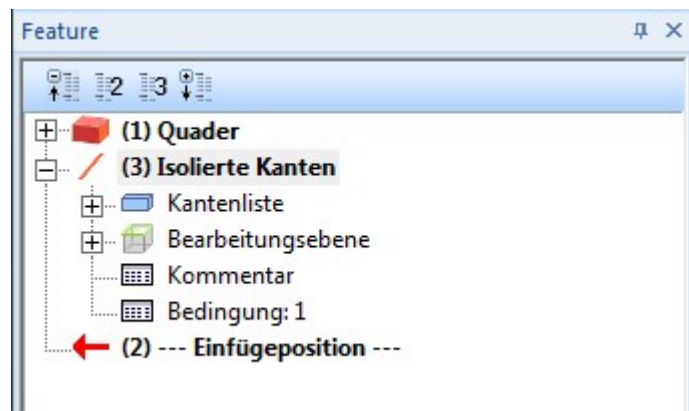 Feature
2 3
(1) Quader
(3) Isolierte Kanten
Kantenliste
Bearbeitungsebene
Kommentar
Bedingung: 1
(2) --- Einfügeposition ---